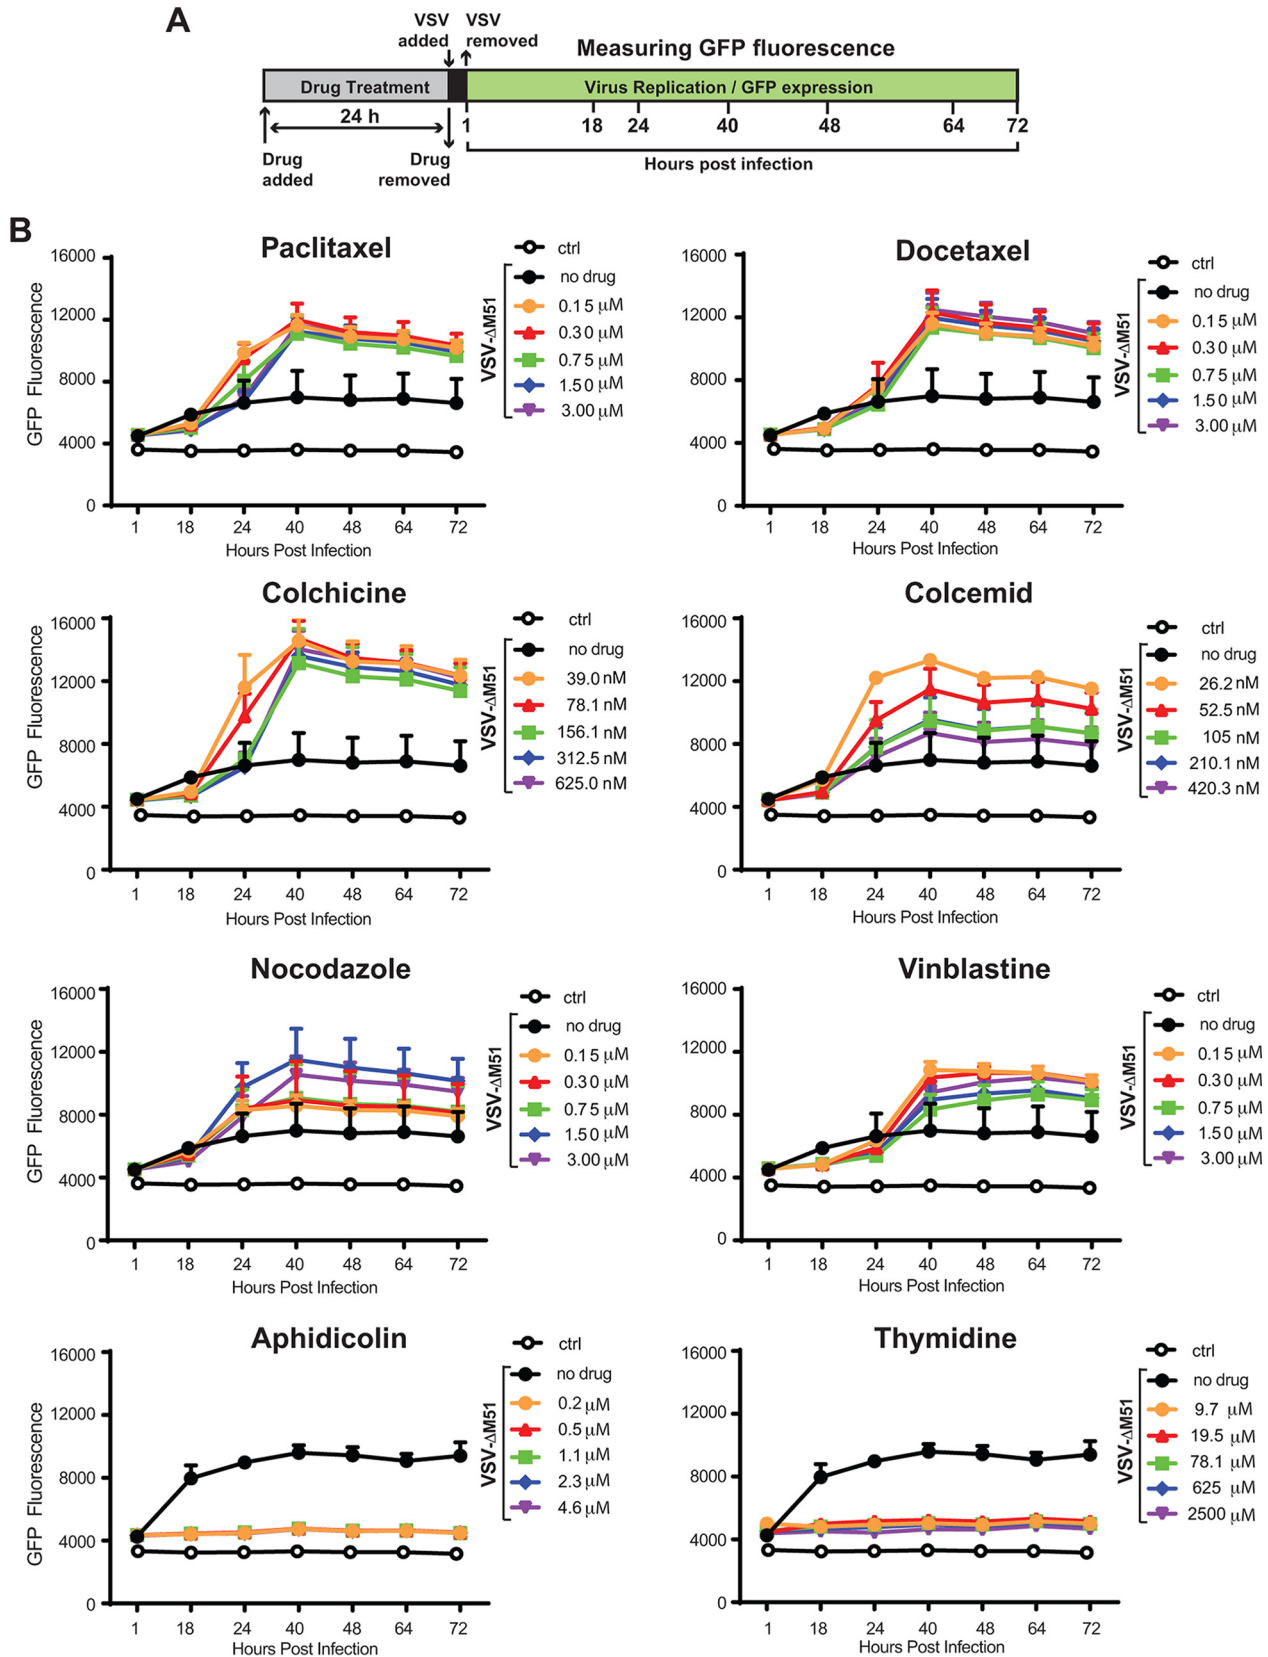 A
VSV added
VSV removed
Measuring GFP fluorescence
Drug Treatment
Virus Replication / GFP expression
24 h
1 18 24 40 48 64 72
Drug added
Drug removed
Hours post infection
B
Paclitaxel
GFP Fluorescence
16000
12000
8000
4000
0
1 18 24 40 48 64 72
Hours Post Infection
ctrl
VSV-ΔM51
no drug
0.15 μM
0.30 μM
0.75 μM
1.50 μM
3.00 μM
Docetaxel
16000
12000
8000
4000
0
1 18 24 40 48 64 72
Hours Post Infection
ctrl
VSV-ΔM51
no drug
0.15 μM
0.30 μM
0.75 μM
1.50 μM
3.00 μM
Colchicine
GFP Fluorescence
16000
12000
8000
4000
0
1 18 24 40 48 64 72
Hours Post Infection
ctrl
VSV-ΔM51
no drug
39.0 nM
78.1 nM
156.1 nM
312.5 nM
625.0 nM
Colcemid
16000
12000
8000
4000
0
1 18 24 40 48 64 72
Hours Post Infection
ctrl
VSV-ΔM51
no drug
26.2 nM
52.5 nM
105 nM
210.1 nM
420.3 nM
Nocodazole
GFP Fluorescence
16000
12000
8000
4000
0
1 18 24 40 48 64 72
Hours Post Infection
ctrl
VSV-ΔM51
no drug
0.15 μM
0.30 μM
0.75 μM
1.50 μM
3.00 μM
Vinblastine
16000
12000
8000
4000
0
1 18 24 40 48 64 72
Hours Post Infection
ctrl
VSV-ΔM51
no drug
0.15 μM
0.30 μM
0.75 μM
1.50 μM
3.00 μM
Aphidicolin
GFP Fluorescence
16000
12000
8000
4000
0
1 18 24 40 48 64 72
Hours Post Infection
ctrl
VSV-ΔM51
no drug
0.2 μM
0.5 μM
1.1 μM
2.3 μM
4.6 μM
Thymidine
16000
12000
8000
4000
0
1 18 24 40 48 64 72
Hours Post Infection
ctrl
VSV-ΔM51
no drug
9.7 μM
19.5 μM
78.1 μM
625 μM
2500 μM